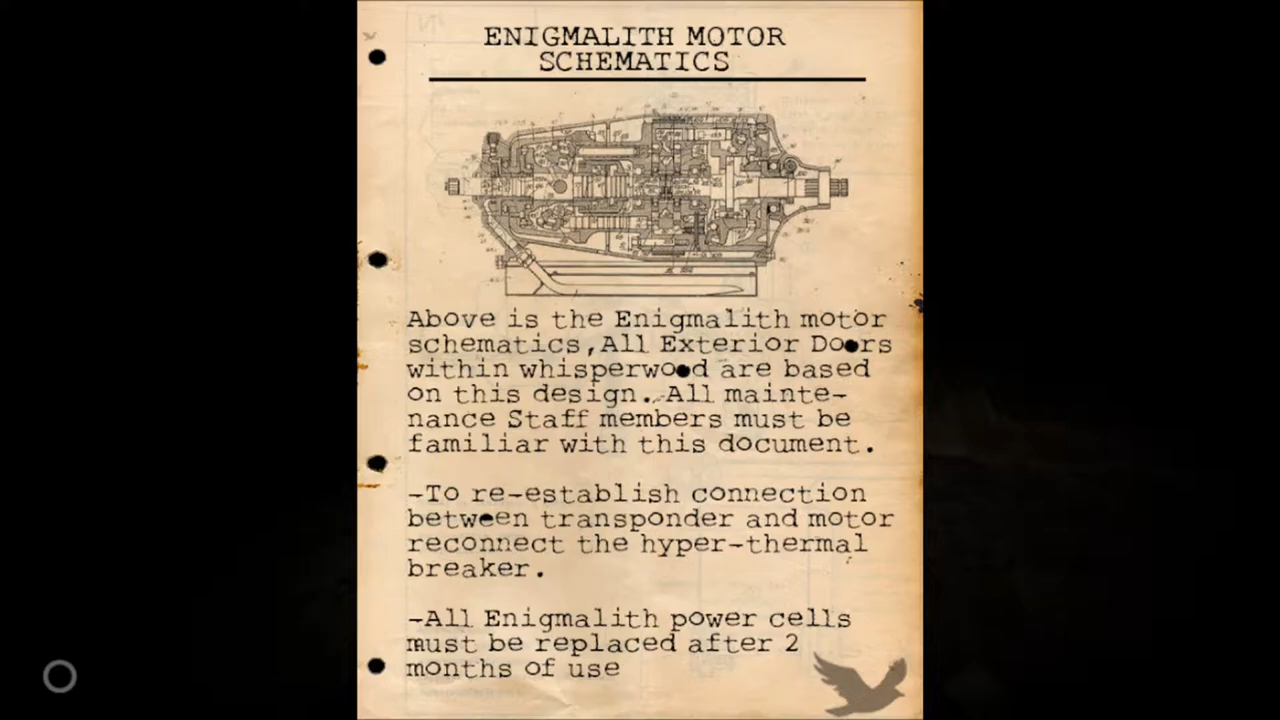 ENIGMALITH MOTOR
SCHEMATICS
Above is the Enigmalith motor
schematics,All Exterior Doors
within whisperwood are based
on this design. All mainte-
nance Staff members must be
familiar with this document.
-To re-establish connection
between transponder and motor
reconnect the hyper-thermal
breaker.
-All Enigmalith power cells
must be replaced after 2
months of use